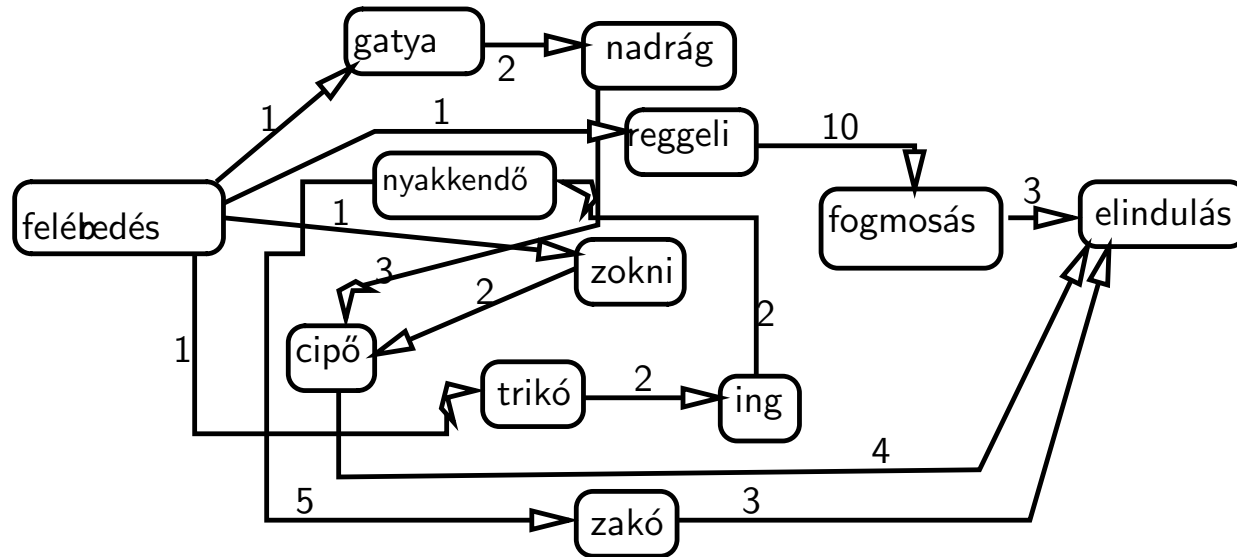 gatya
2
nadrág
1
1
reggeli
10
nyakkendő
felébredés
1
fogmosás
3
elindulás
zokni
3
2
cipő
1
2
trikó
2
ing
4
5
zakó
3